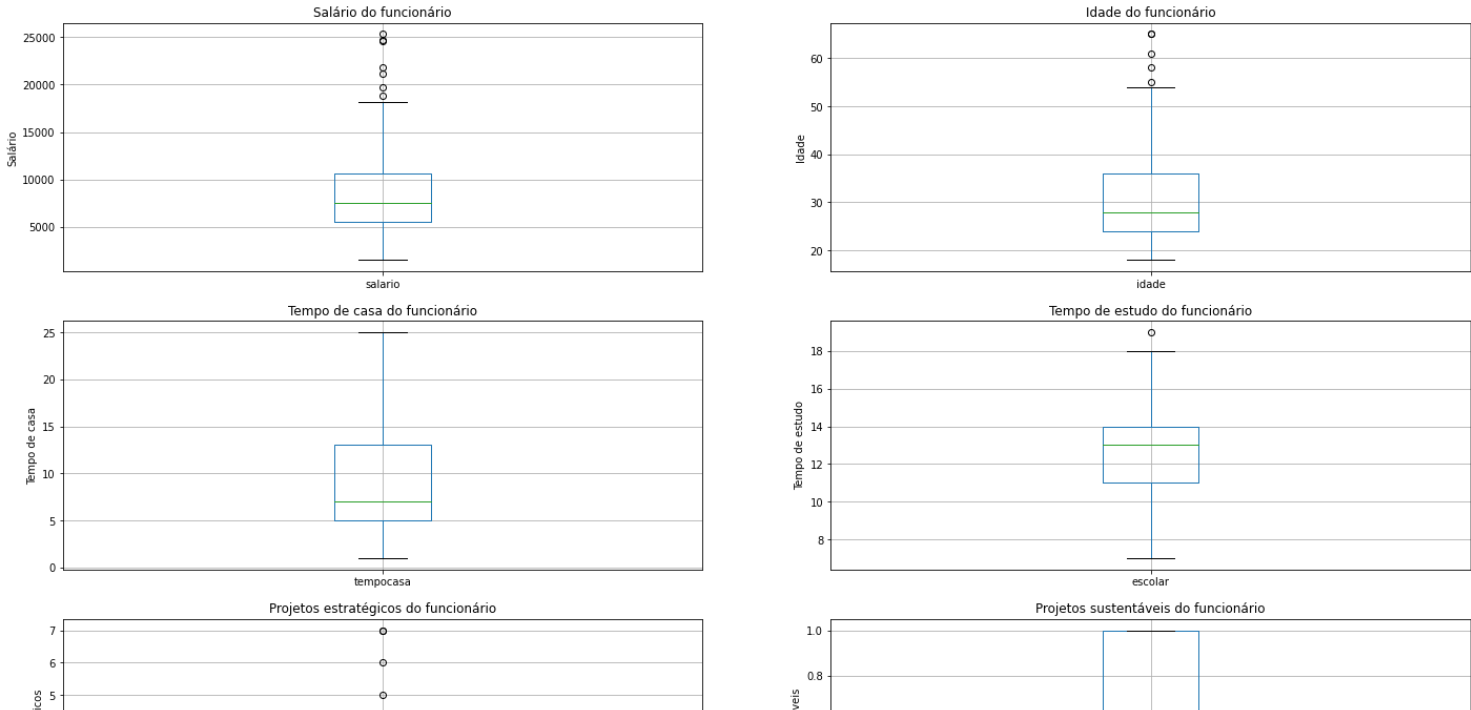 Salário do funcionário
25000
20000
15000
10000
5000
Salário
salario
Idade do funcionário
60
50
40
30
20
Idade
idade
Tempo de casa do funcionário
25
20
15
10
5
0
Tempo de casa
tempocasa
Tempo de estudo do funcionário
18
16
14
12
10
8
Tempo de estudo
escolar
Projetos estratégicos do funcionário
7
6
5
icos
Projetos sustentáveis do funcionário
1.0
0.8
veis